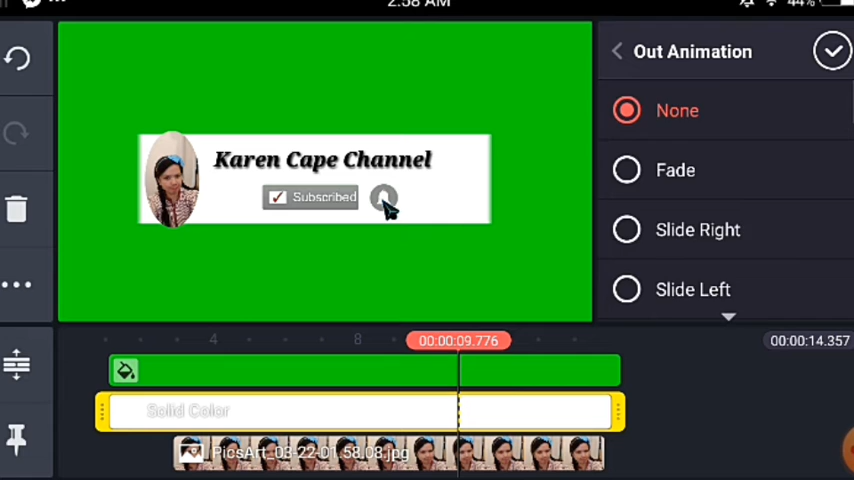 2:58 AM
44%
Out Animation
None
Karen Cape Channel
Fade
Subscribed
Slide Right
Slide Left
4
8
00:00:09.776
00:00:14.357
Solid Color
PicsArt_03-22-01.58.08.jpg